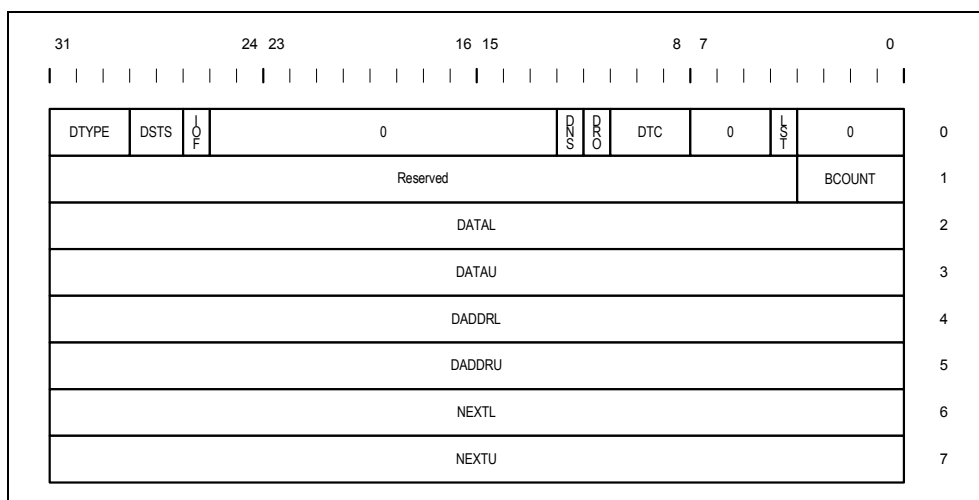 31 24 23 16 15 8 7 0
DTYPE DSTS IOF 0 DNS DRO DTC 0 LST 0 0
Reserved BCOUNT 1
DATAL 2
DATAU 3
DADDRL 4
DADDRU 5
NEXTL 6
NEXTU 7